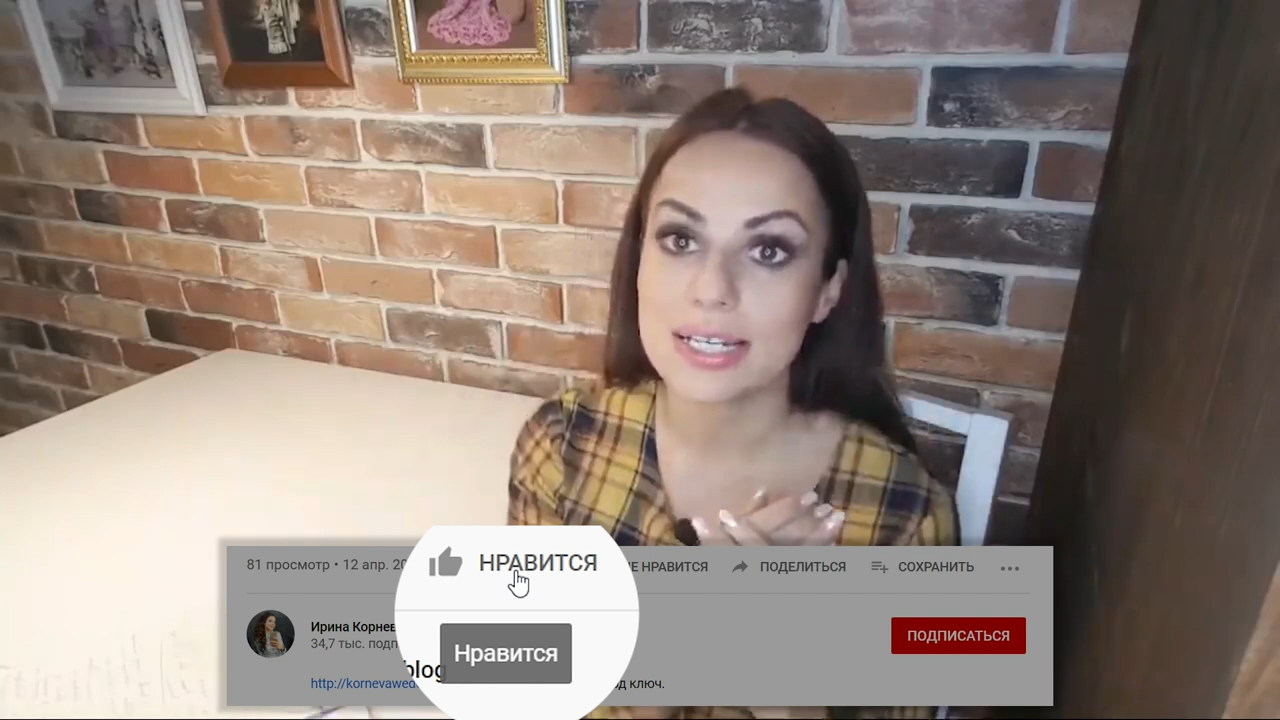 81 просмотр • 12 апр. 20
НРАВИТСЯ
НРАВИТСЯ
ПОДЕЛИТЬСЯ
СОХРАНИТЬ
Ирина Корнев
34,7 тыс. подп
ПОДПИСАТЬСЯ
Нравится
blog
http://kornevawed
ключ.